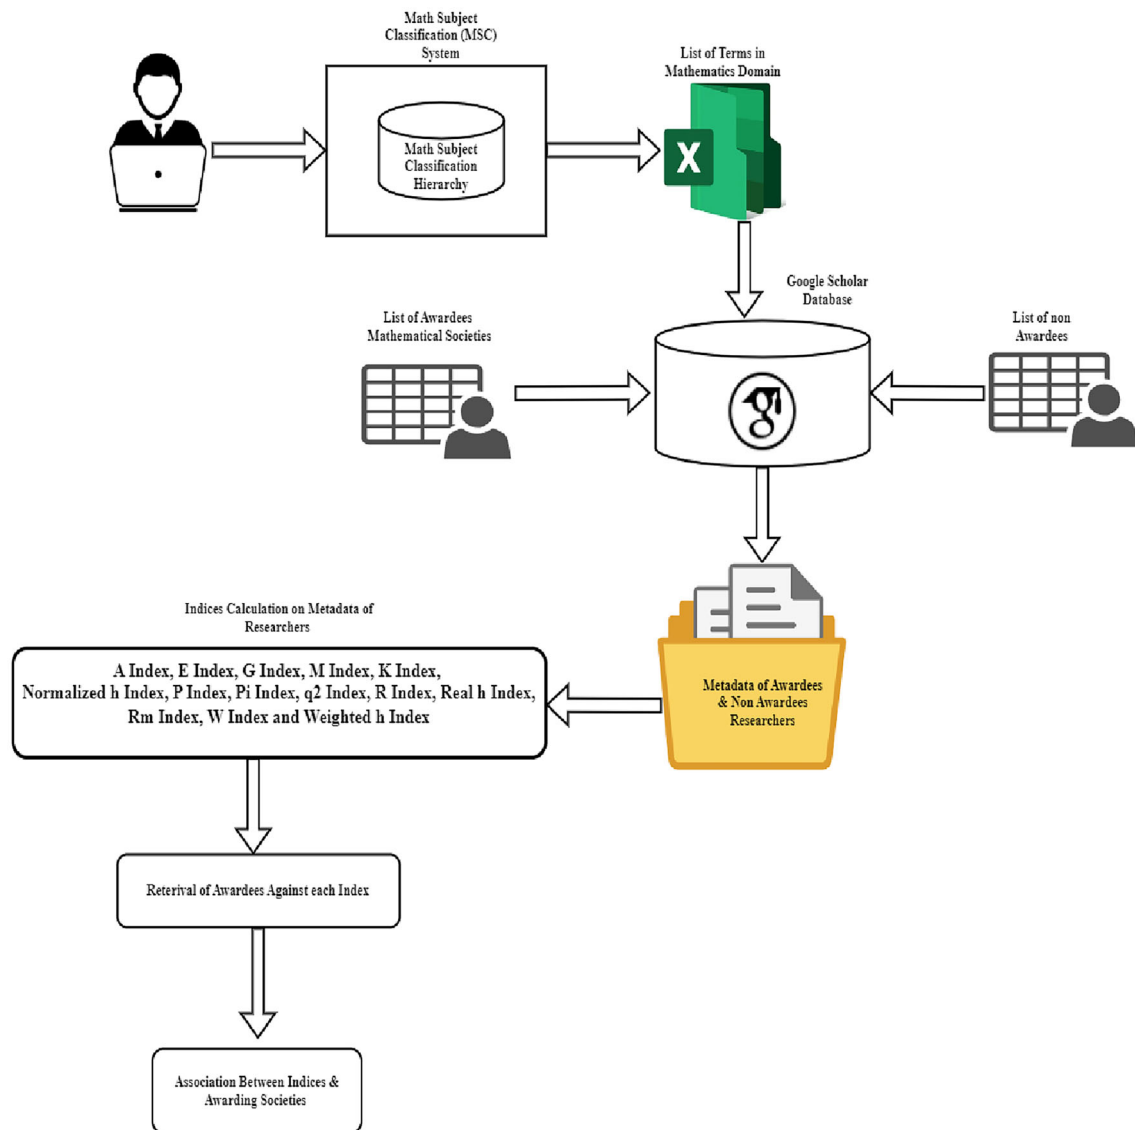 Math Subject
Classification (MSC)
System
Math Subject
Classification
Hierarchy
List of Terms in
Mathematics Domain
X
Google Scholar
Database
List of Awardees
Mathematical Societies
List of non
Awardees
g
Metadata of Awardees
& Non Awardees
Researchers
Indices Calculation on Metadata of
Researchers
A Index, E Index, G Index, M Index, K Index,
Normalized h Index, P Index, Pi Index, q2 Index, R Index, Real h Index,
Rm Index, W Index and Weighted h Index
Reterival of Awardees Against each Index
Association Between Indices &
Awarding Societies